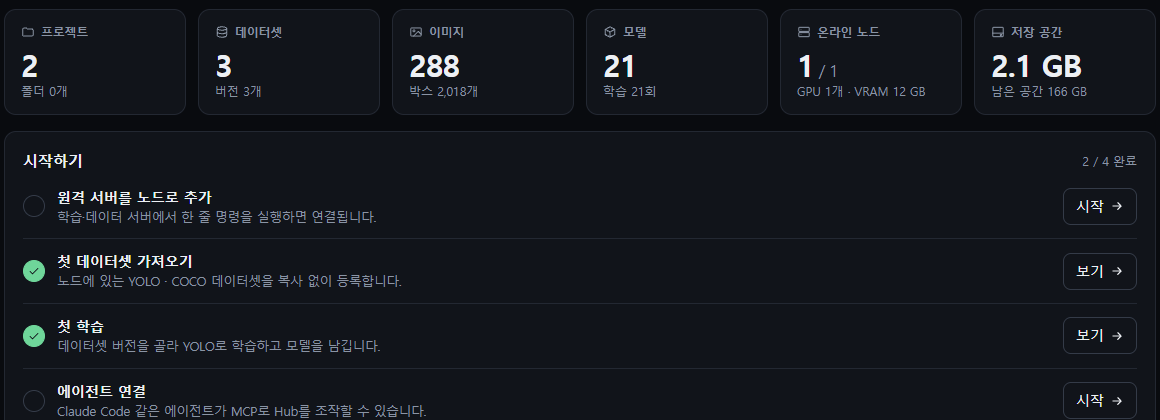 프로젝트
2
폴더 0개
데이터셋
3
버전 3개
이미지
288
박스 2,018개
모델
21
학습 21회
온라인 노드
1 / 1
GPU 1개 · VRAM 12 GB
저장 공간
2.1 GB
남은 공간 166 GB
시작하기
2 / 4 완료
원격 서버를 노드로 추가
학습·데이터 서버에서 한 줄 명령을 실행하면 연결됩니다.
시작 →
첫 데이터셋 가져오기
노드에 있는 YOLO · COCO 데이터셋을 복사 없이 등록합니다.
보기 →
첫 학습
데이터셋 버전을 골라 YOLO로 학습하고 모델을 남깁니다.
보기 →
에이전트 연결
Claude Code 같은 에이전트가 MCP로 Hub를 조작할 수 있습니다.
시작 →